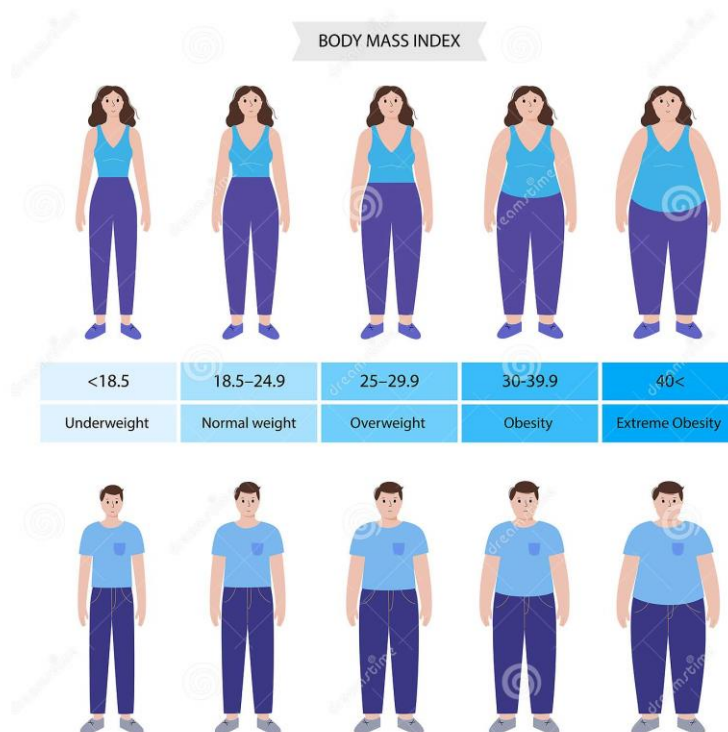 BODY MASS INDEX
<18.5 18.5–24.9 25–29.9 30-39.9 40<
Underweight Normal weight Overweight Obesity Extreme Obesity
dreamstime